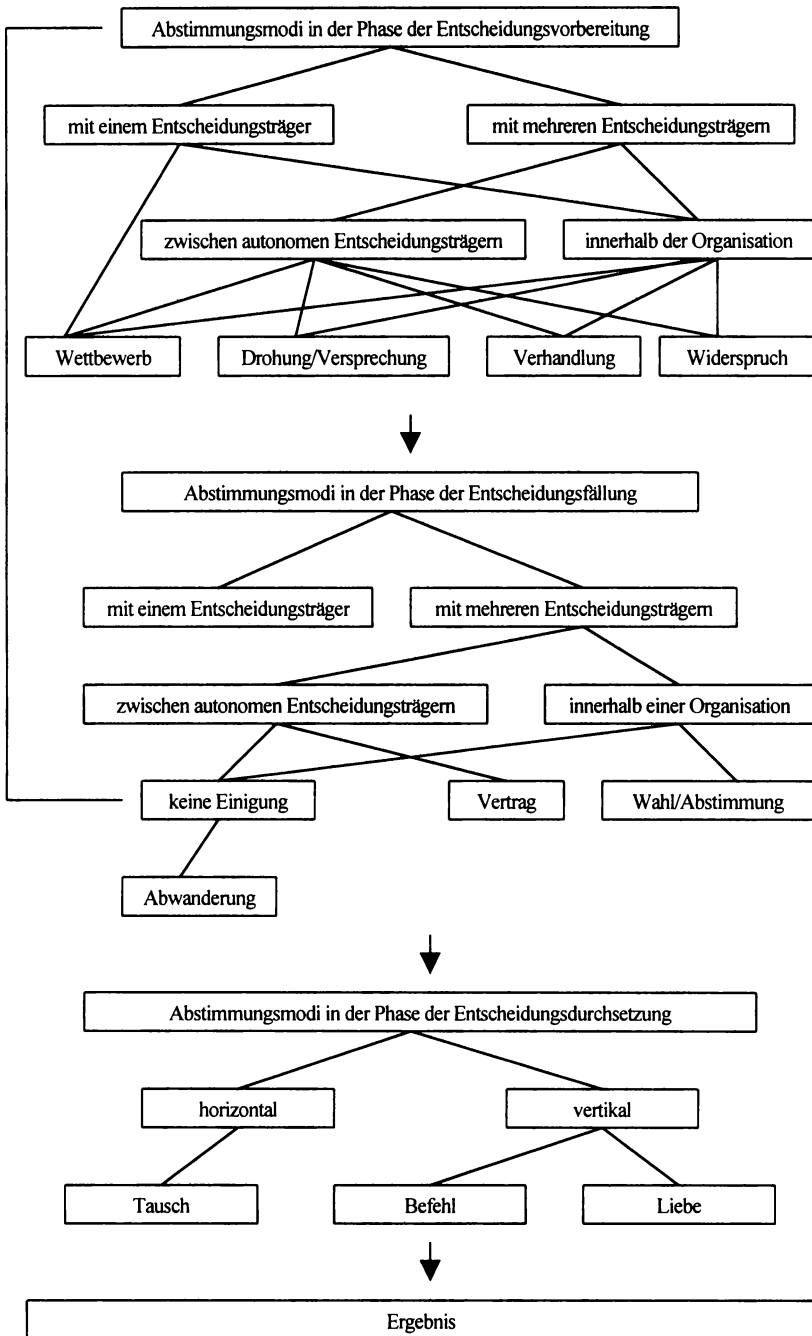 Abstimmungsmodi in der Phase der Entscheidungsvorbereitung
mit einem Entscheidungsträger
mit mehreren Entscheidungsträgern
zwischen autonomen Entscheidungsträgern
innerhalb der Organisation
Wettbewerb
Drohung/Versprechung
Verhandlung
Widerspruch
Abstimmungsmodi in der Phase der Entscheidungsfällung
mit einem Entscheidungsträger
mit mehreren Entscheidungsträgern
zwischen autonomen Entscheidungsträgern
innerhalb einer Organisation
keine Einigung
Vertrag
Wahl/Abstimmung
Abwanderung
Abstimmungsmodi in der Phase der Entscheidungsdurchsetzung
horizontal
vertikal
Tausch
Befehl
Liebe
Ergebnis